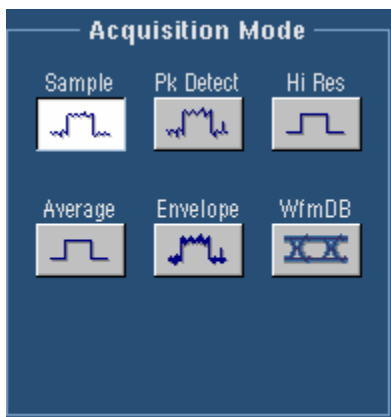 Acquisition Mode
Sample Pk Detect Hi Res
Average Envelope WfmDB